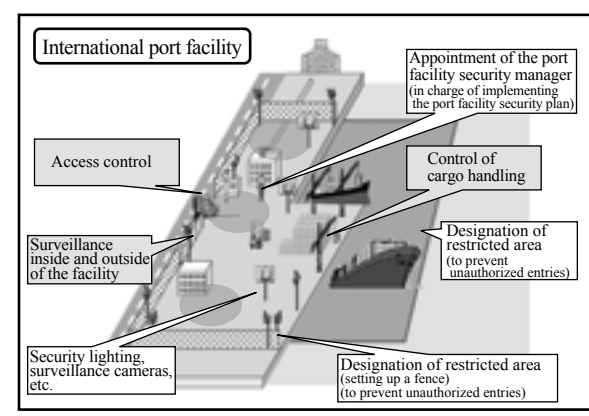 International port facility
Appointment of the port
facility security manager
(in charge of implementing
the port facility security plan)
Access control
Control of
cargo handling
Surveillance
inside and outside
of the facility
Designation of
restricted area
(to prevent
unauthorized entries)
Security lighting,
surveillance cameras,
etc.
Designation of restricted area
(setting up a fence)
(to prevent unauthorized entries)